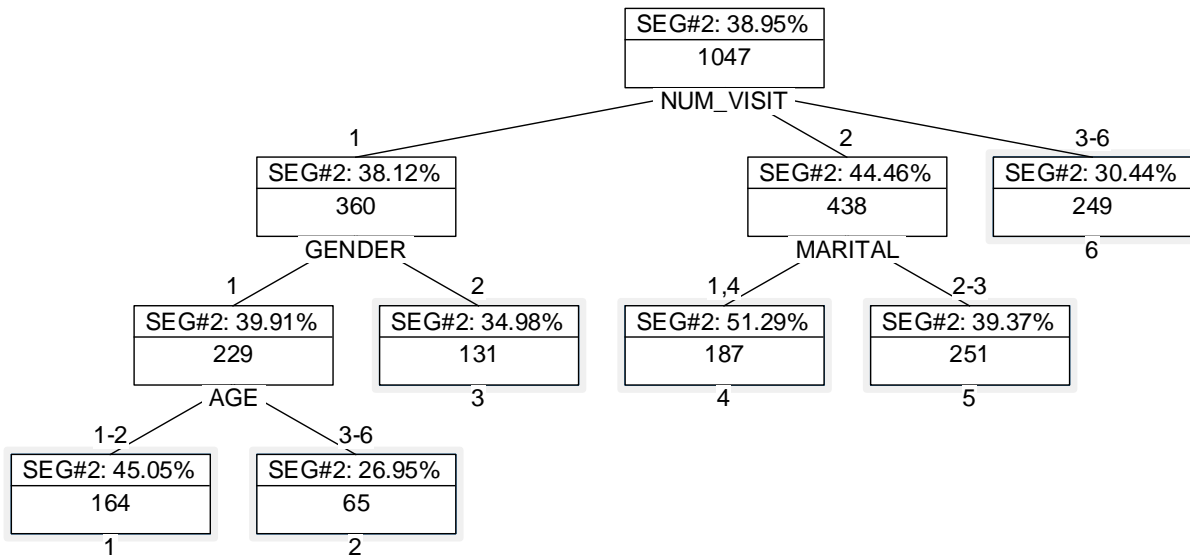 SEG#2: 38.95%
1047
NUM_VISIT
1 2 3-6
SEG#2: 38.12% SEG#2: 44.46% SEG#2: 30.44%
360 438 249
GENDER MARITAL 6
1 2 1,4 2-3
SEG#2: 39.91% SEG#2: 34.98% SEG#2: 51.29% SEG#2: 39.37%
229 131 187 251
AGE 3 4 5
1-2 3-6
SEG#2: 45.05% SEG#2: 26.95%
164 65
1 2